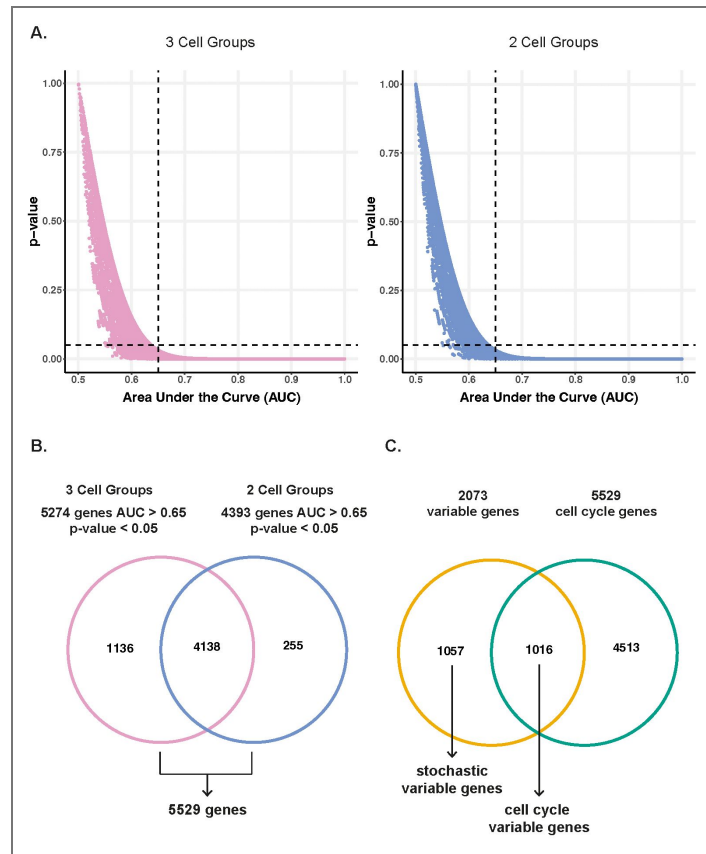 A.
3 Cell Groups
2 Cell Groups
p-value
1.00
0.75
0.50
0.25
0.00
0.5 0.6 0.7 0.8 0.9 1.0
Area Under the Curve (AUC)
p-value
1.00
0.75
0.50
0.25
0.00
0.5 0.6 0.7 0.8 0.9 1.0
Area Under the Curve (AUC)
B.
3 Cell Groups
5274 genes AUC > 0.65
p-value < 0.05
2 Cell Groups
4393 genes AUC > 0.65
p-value < 0.05
1136 4138 255
5529 genes
C.
2073
variable genes
5529
cell cycle genes
1057 1016 4513
stochastic
variable genes
cell cycle
variable genes